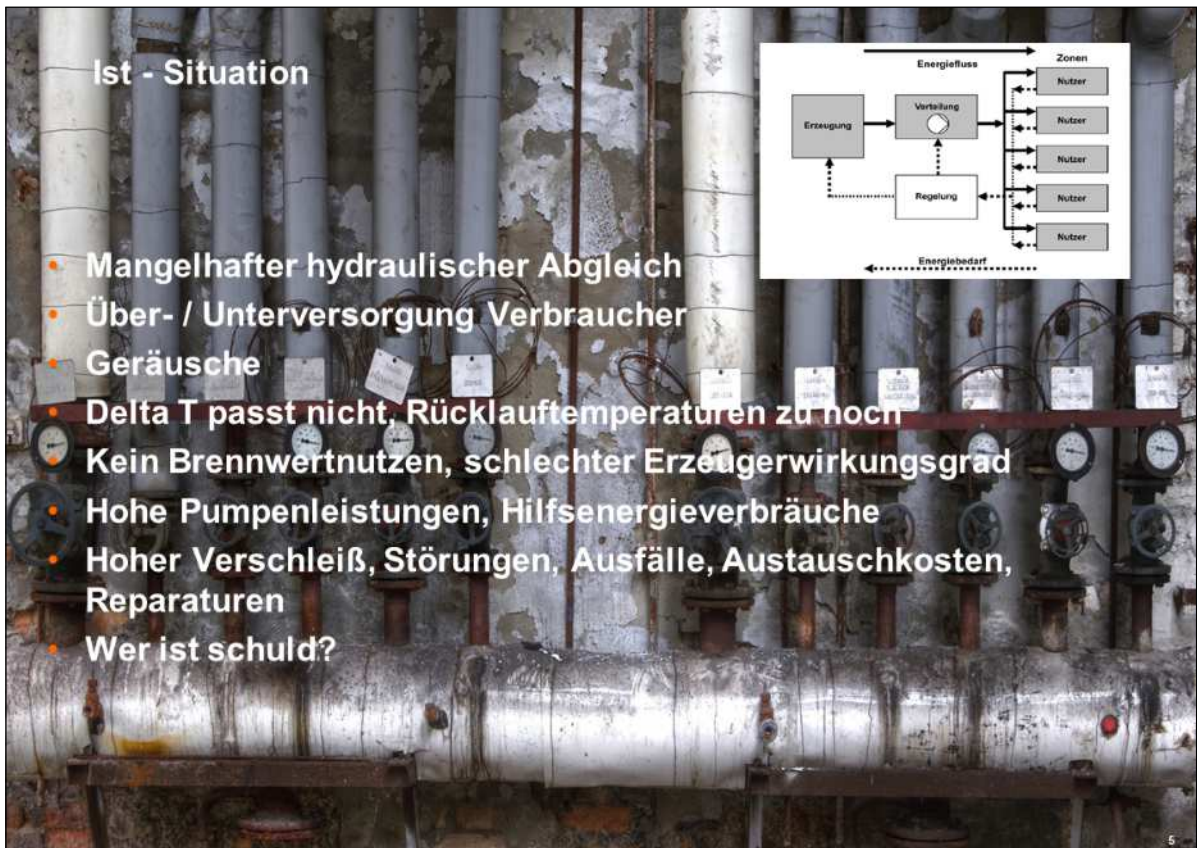 Ist - Situation
Energiefluss
Zonen
Nutzer
Verteilung
Nutzer
Erzeugung
Nutzer
Regelung
Nutzer
Nutzer
Energiebedarf
• Mangelhafter hydraulischer Abgleich
• Über- / Unterversorgung Verbraucher
• Geräusche
• Delta T passt nicht, Rücklauftemperaturen zu hoch
• Kein Brennwertnutzen, schlechter Erzeugerwirkungsgrad
• Hohe Pumpenleistungen, Hilfsenergieverbräuche
• Hoher Verschleiß, Störungen, Ausfälle, Austauschkosten,
Reparaturen
• Wer ist schuld?
5